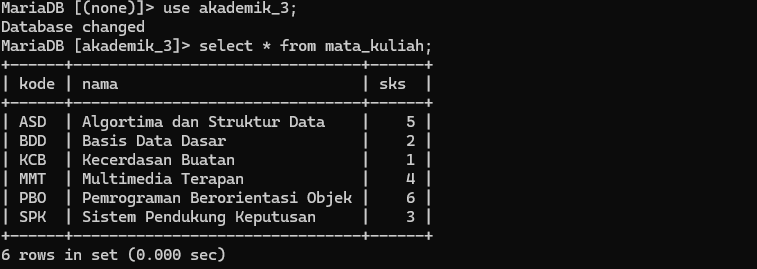 MariaDB [(none)]> use akademik_3;
Database changed
MariaDB [akademik_3]> select * from mata_kuliah;
+------+-------------------------------+------+
| kode | nama                          | sks  |
+------+-------------------------------+------+
| ASD  | Algortima dan Struktur Data   |    5 |
| BDD  | Basis Data Dasar              |    2 |
| KCB  | Kecerdasan Buatan             |    1 |
| MMT  | Multimedia Terapan            |    4 |
| PBO  | Pemrograman Berorientasi Objek |    6 |
| SPK  | Sistem Pendukung Keputusan    |    3 |
+------+-------------------------------+------+
6 rows in set (0.000 sec)